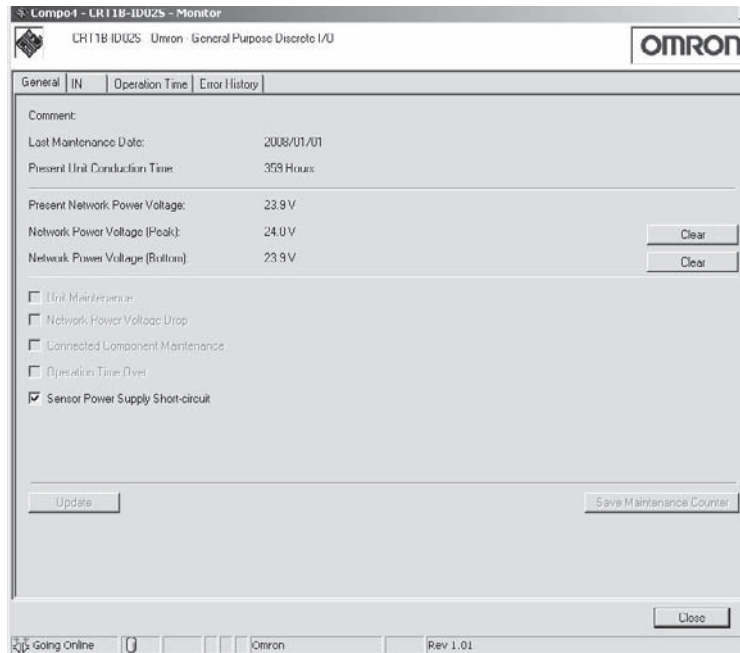 Compo4 - CRT1B-ID02S - Monitor
CRT1B-ID02S Omron - General Purpose Discrete I/O
OMRON
General
IN
Operation Time
Error History
Comment:
Last Maintenance Date: 2008/01/01
Present Unit Conduction Time: 359 Hours
Present Network Power Voltage: 23.9 V
Network Power Voltage (Peak): 24.0 V
Clear
Network Power Voltage (Bottom): 23.9 V
Clear
Unit Maintenance
Network Power Voltage Drop
Connected Component Maintenance
Operation Time Over
Sensor Power Supply Short-circuit
Update
Save Maintenance Counter
Close
Going Online
Omron
Rev 1.01